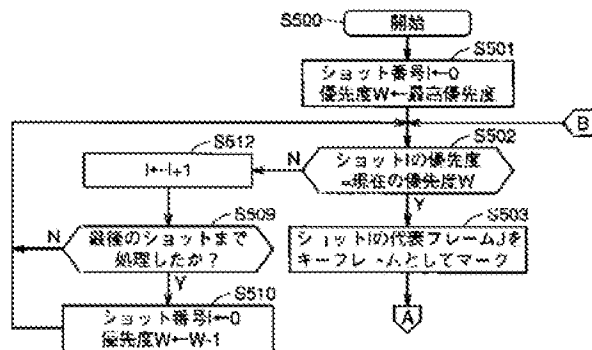 S500
開始
S501
ショット番号I←0
優先度W←最高優先度
B
S502
ショットIの優先度
=現在の優先度W
N
Y
S512
I←I+1
S503
ショットIの代表フレームJを
キーフレームとしてマーク
A
S509
最後のショットまで
処理したか?
N
Y
S510
ショット番号I←0
優先度W←W-1